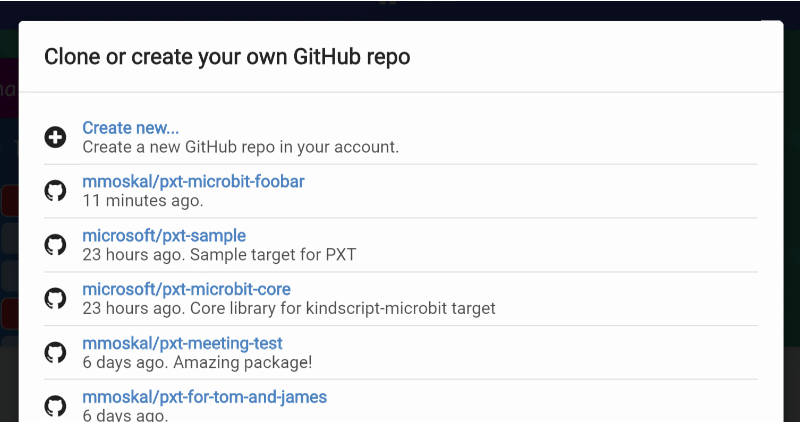 Clone or create your own GitHub repo
Create new...
Create a new GitHub repo in your account.
mmoskal/pxt-microbit-foobar
11 minutes ago.
microsoft/pxt-sample
23 hours ago. Sample target for PXT
microsoft/pxt-microbit-core
23 hours ago. Core library for kindscript-microbit target
mmoskal/pxt-meeting-test
6 days ago. Amazing package!
mmoskal/pxt-for-tom-and-james
6 days ago.